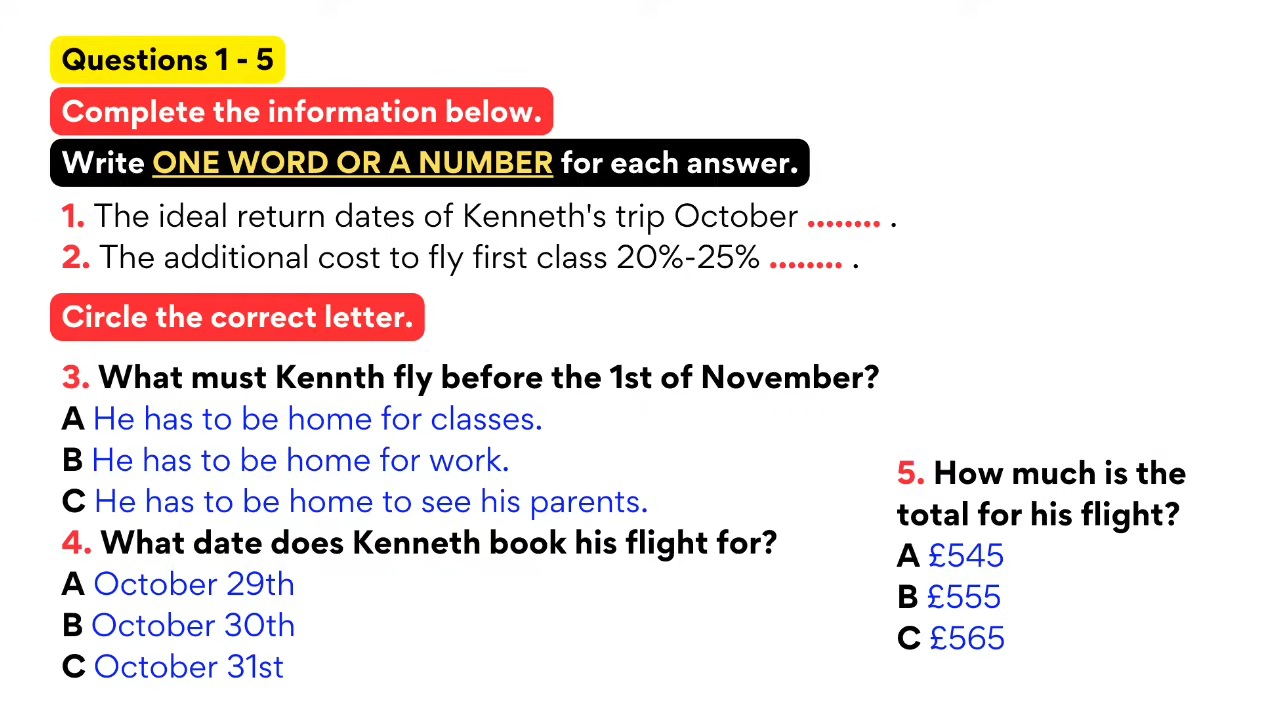 Questions 1 - 5
Complete the information below.
Write ONE WORD OR A NUMBER for each answer.
1. The ideal return dates of Kenneth's trip October ........ .
2. The additional cost to fly first class 20%-25% ........ .
Circle the correct letter.
3. What must Kennth fly before the 1st of November?
A He has to be home for classes.
B He has to be home for work.
C He has to be home to see his parents.
4. What date does Kenneth book his flight for?
A October 29th
B October 30th
C October 31st
5. How much is the
total for his flight?
A £545
B £555
C £565